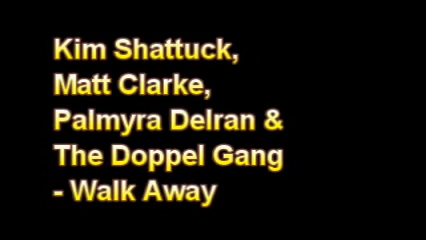 Kim Shattuck,
Matt Clarke,
Palmyra Delran &
The Doppel Gang
- Walk Away